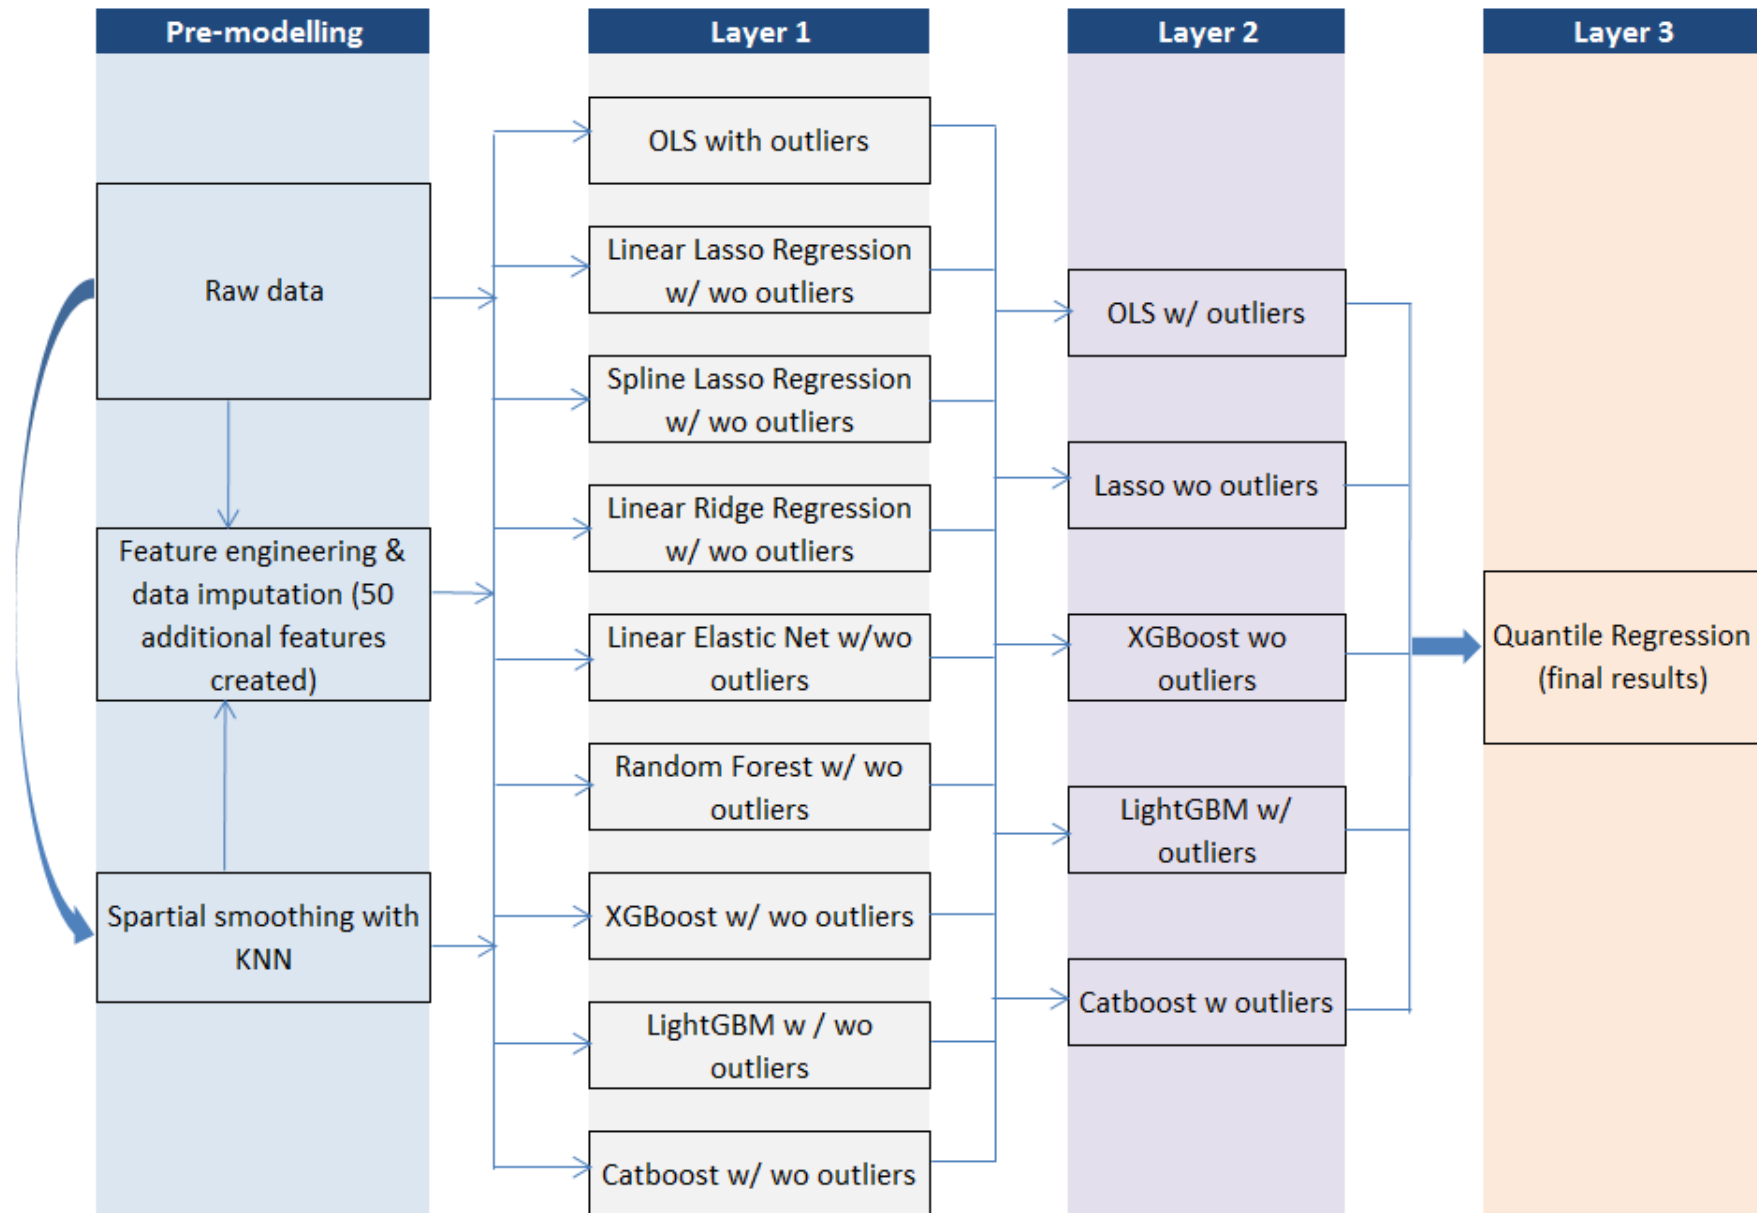 Pre-modelling
Raw data
Feature engineering &
data imputation (50
additional features
created)
Spartial smoothing with
KNN
Layer 1
OLS with outliers
Linear Lasso Regression
w/ wo outliers
Spline Lasso Regression
w/ wo outliers
Linear Ridge Regression
w/ wo outliers
Linear Elastic Net w/wo
outliers
Random Forest w/ wo
outliers
XGBoost w/ wo outliers
LightGBM w / wo
outliers
Catboost w/ wo outliers
Layer 2
OLS w/ outliers
Lasso wo outliers
XGBoost wo
outliers
LightGBM w/
outliers
Catboost w outliers
Layer 3
Quantile Regression
(final results)